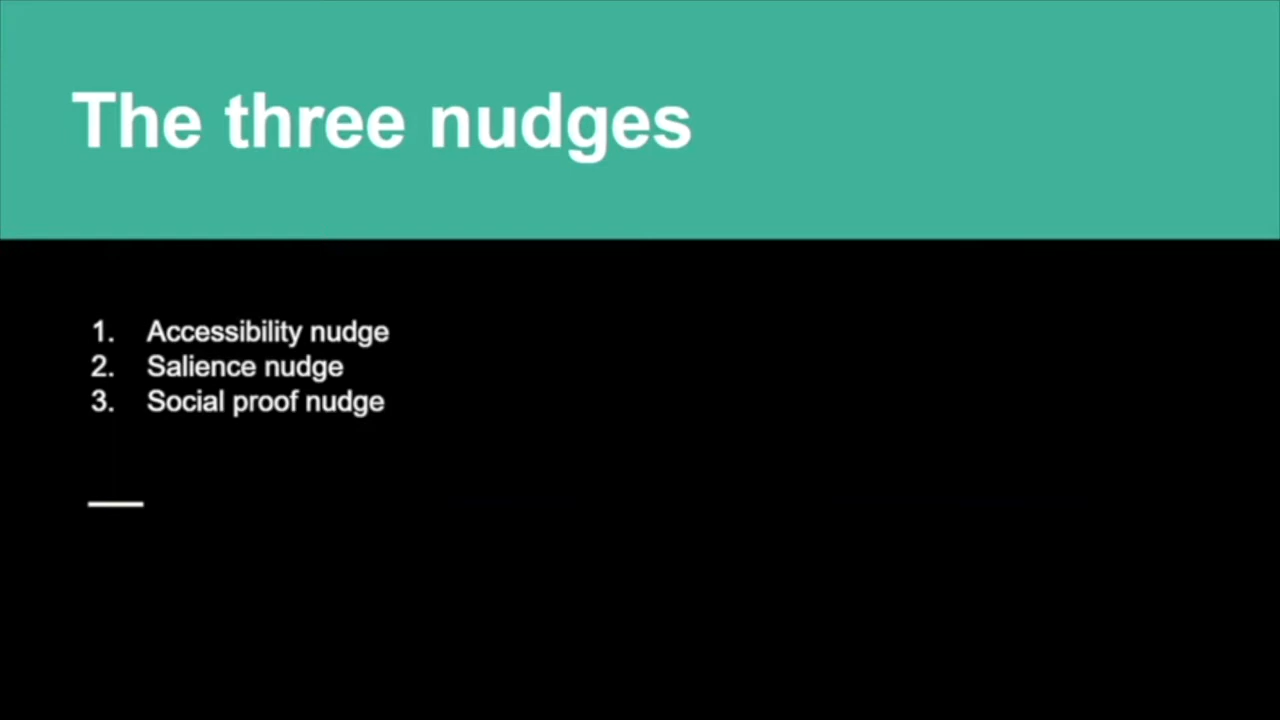 The three nudges
1. Accessibility nudge
2. Salience nudge
3. Social proof nudge